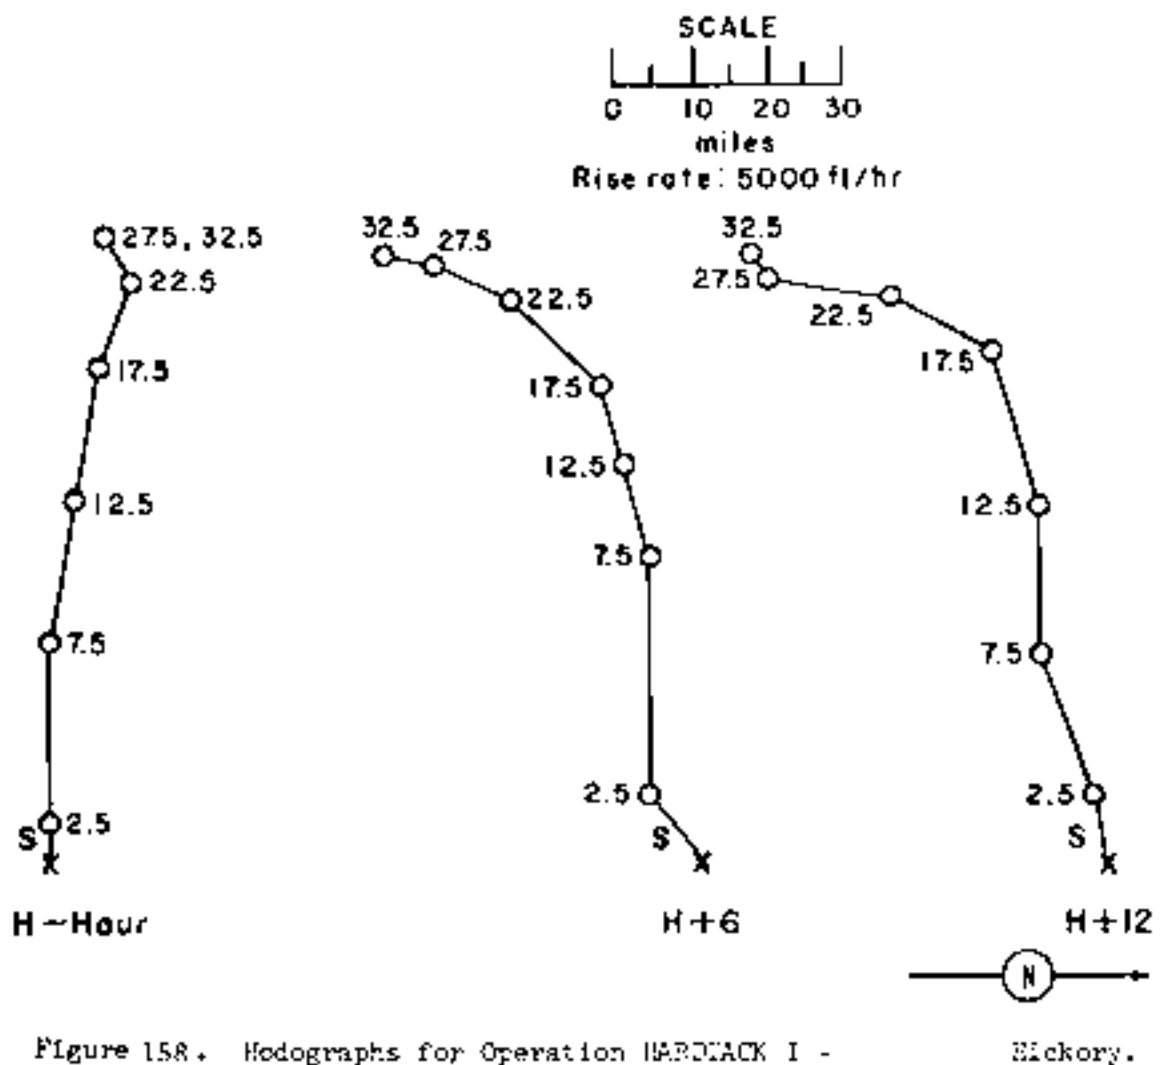 SCALE
0 10 20 30
miles
Rise rate: 5000 ft/hr
27.5, 32.5
22.5
17.5
12.5
7.5
2.5
S
X
H-Hour
32.5
27.5
22.5
17.5
12.5
7.5
2.5
S
X
H+6
32.5
27.5
22.5
17.5
12.5
7.5
2.5
S
X
H+12
N
Figure 158. Hodographs for Operation HARDTACK I - Hickory.